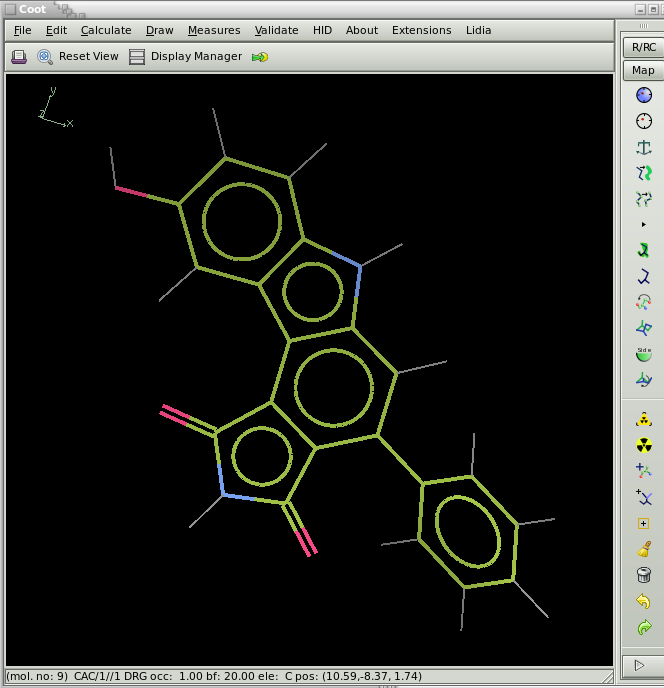 Coot
File Edit Calculate Draw Measures Validate HID About Extensions Lidia
Reset View Display Manager
R/RC
Map
y
x
z
Side
(mol. no: 9) CAC/1//1 DRG occ: 1.00 bf: 20.00 ele: C pos: (10.59,-8.37, 1.74)